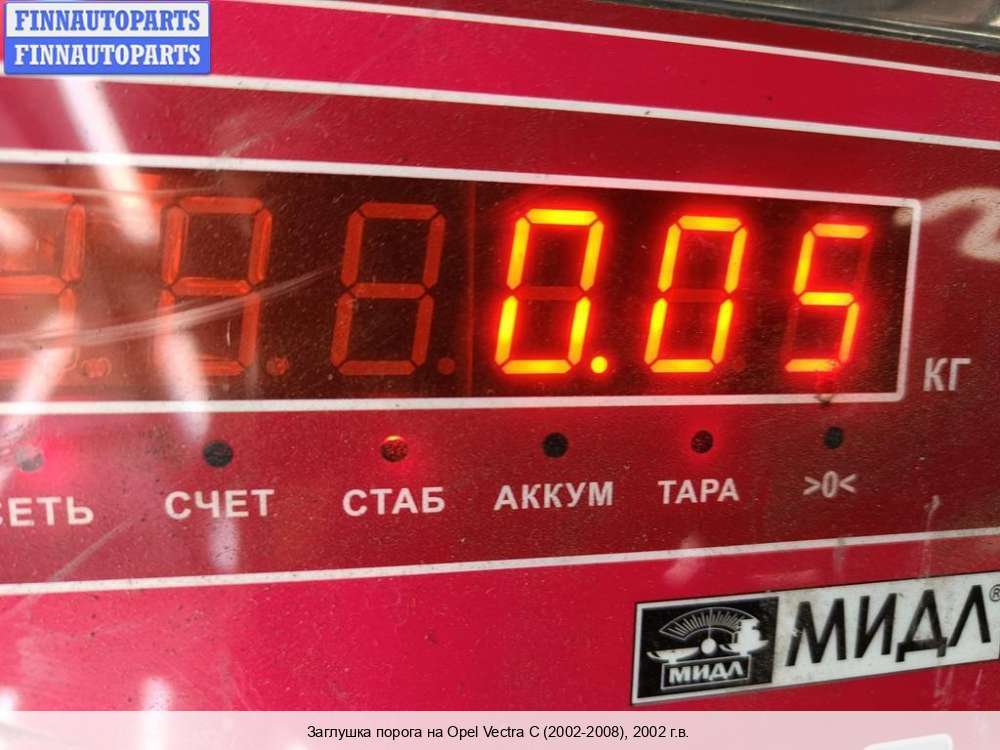 FINNAUTOPARTS
FINNAUTOPARTS
0.05
КГ
СЕТЬ СЧЕТ СТАБ АККУМ ТАРА >0<
МИДЛ МИДЛ®
Заглушка порога на Opel Vectra C (2002-2008), 2002 г.в.